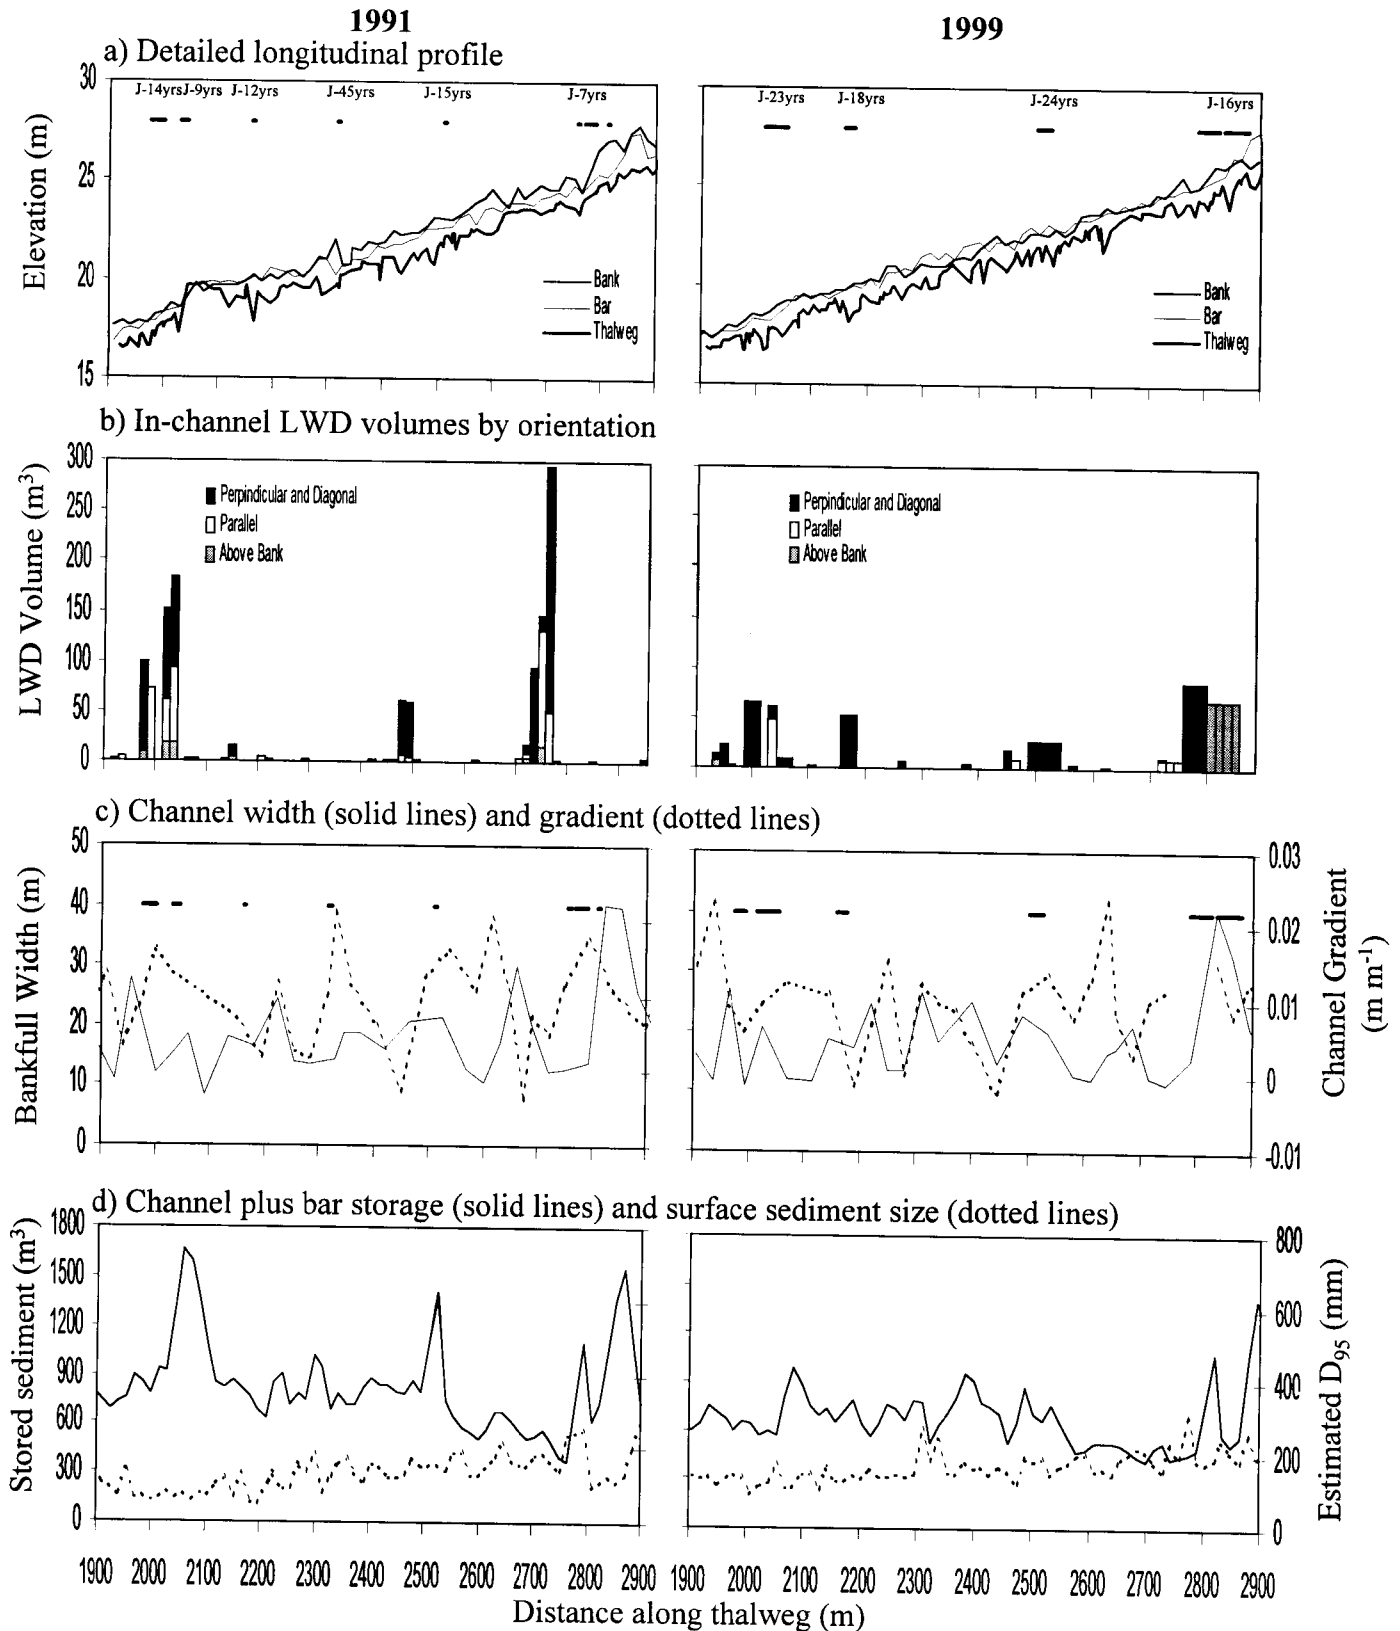 1991 1999
a) Detailed longitudinal profile
30
25
20
15
Elevation (m)
J-14yrs J-9yrs J-12yrs J-45yrs J-15yrs J-7yrs
Bank
Bar
Thalweg
J-23yrs J-18yrs J-24yrs J-16yrs
Bank
Bar
Thalweg
b) In-channel LWD volumes by orientation
300
250
200
150
100
50
0
LWD Volume (m³)
Perpindicular and Diagonal
Parallel
Above Bank
Perpindicular and Diagonal
Parallel
Above Bank
c) Channel width (solid lines) and gradient (dotted lines)
50
40
30
20
10
0
Bankfull Width (m)
0.03
0.02
0.01
0
-0.01
Channel Gradient
(m m⁻¹)
d) Channel plus bar storage (solid lines) and surface sediment size (dotted lines)
1800
1500
1200
900
600
300
0
Stored sediment (m³)
800
600
400
200
0
Estimated D₉₅ (mm)
1900 2000 2100 2200 2300 2400 2500 2600 2700 2800 2900 1900 2000 2100 2200 2300 2400 2500 2600 2700 2800 2900
Distance along thalweg (m)